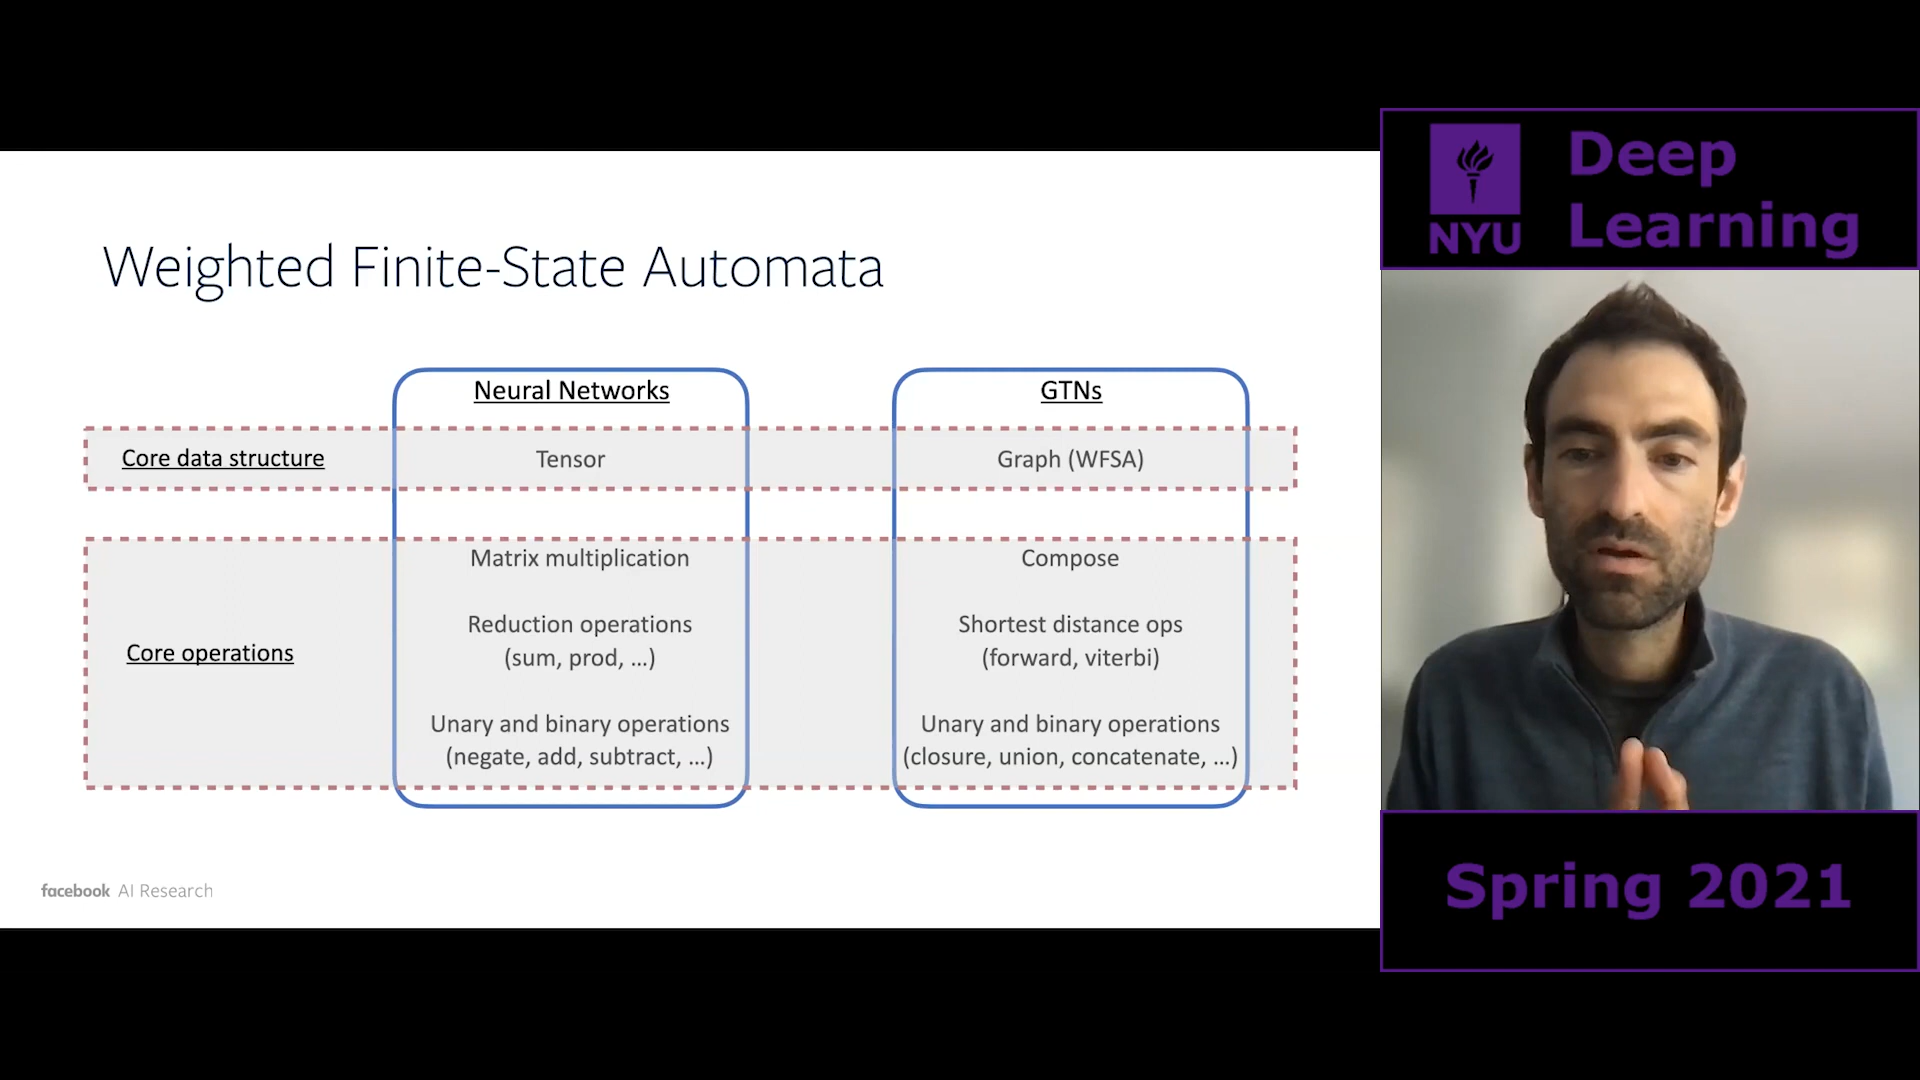 Weighted Finite-State Automata
Neural Networks
GTNs
Core data structure
Tensor
Graph (WFSA)
Core operations
Matrix multiplication
Compose
Reduction operations
(sum, prod, ...)
Shortest distance ops
(forward, viterbi)
Unary and binary operations
(negate, add, subtract, ...)
Unary and binary operations
(closure, union, concatenate, ...)
facebook AI Research
NYU
Deep
Learning
Spring 2021